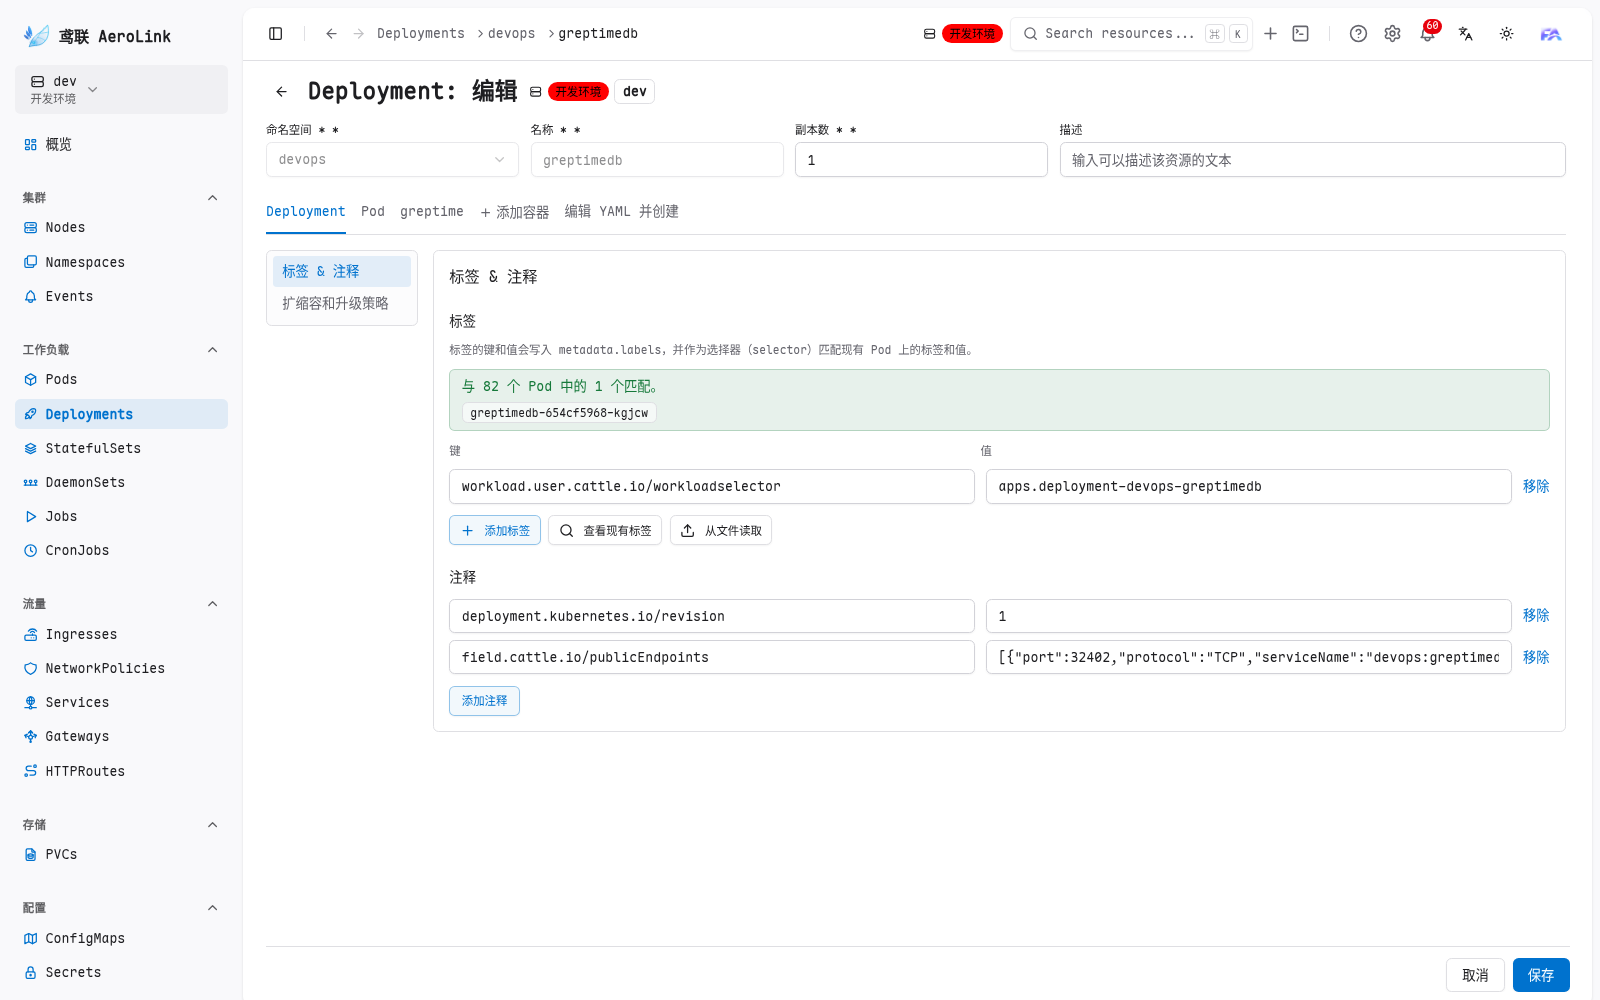 鸢联 AeroLink
dev
开发环境
概览
集群
Nodes
Namespaces
Events
工作负载
Pods
Deployments
StatefulSets
DaemonSets
Jobs
CronJobs
流量
Ingresses
NetworkPolicies
Services
Gateways
HTTPRoutes
存储
PVCs
配置
ConfigMaps
Secrets
Deployments devops greptimedb
开发环境 Search resources... ⌘ K 60
Deployment: 编辑 开发环境 dev
命名空间 * * 名称 * * 副本数 * * 描述
devops greptimedb 1 输入可以描述该资源的文本
Deployment Pod greptime + 添加容器 编辑 YAML 并创建
标签 & 注释
扩缩容和升级策略
标签 & 注释
标签
标签的键和值会写入 metadata.labels，并作为选择器（selector）匹配现有 Pod 上的标签和值。
与 82 个 Pod 中的 1 个匹配。
greptimedb-654cf5968-kgjcw
键 值
workload.user.cattle.io/workloadselector apps.deployment-devops-greptimedb 移除
添加标签 查看现有标签 从文件读取
注释
deployment.kubernetes.io/revision 1 移除
field.cattle.io/publicEndpoints [{"port":32402,"protocol":"TCP","serviceName":"devops:greptimed 移除
添加注释
取消 保存